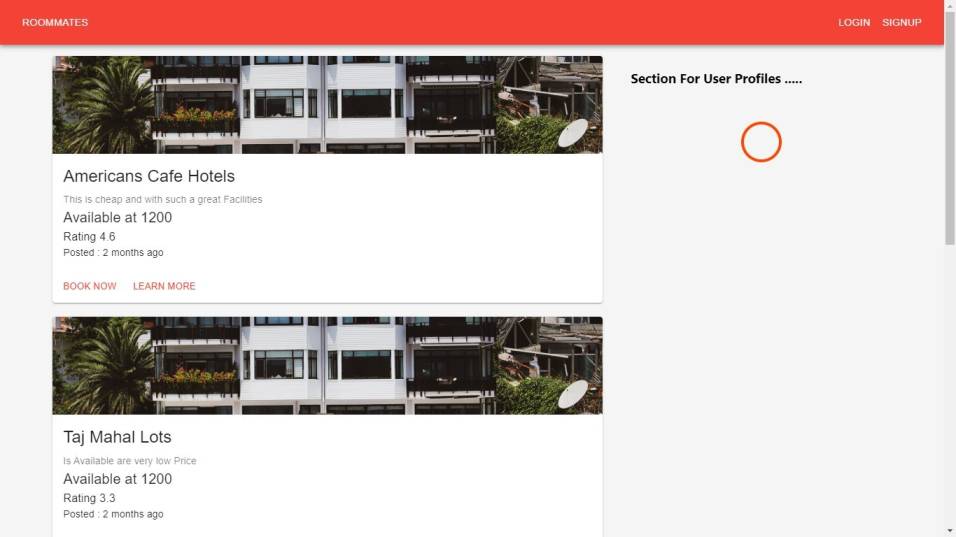 ROOMMATES
LOGIN SIGNUP
Americans Cafe Hotels
This is cheap and with such a great Facilities
Available at 1200
Rating 4.6
Posted : 2 months ago
BOOK NOW LEARN MORE
Taj Mahal Lots
Is Available are very low Price
Available at 1200
Rating 3.3
Posted : 2 months ago
Section For User Profiles .....